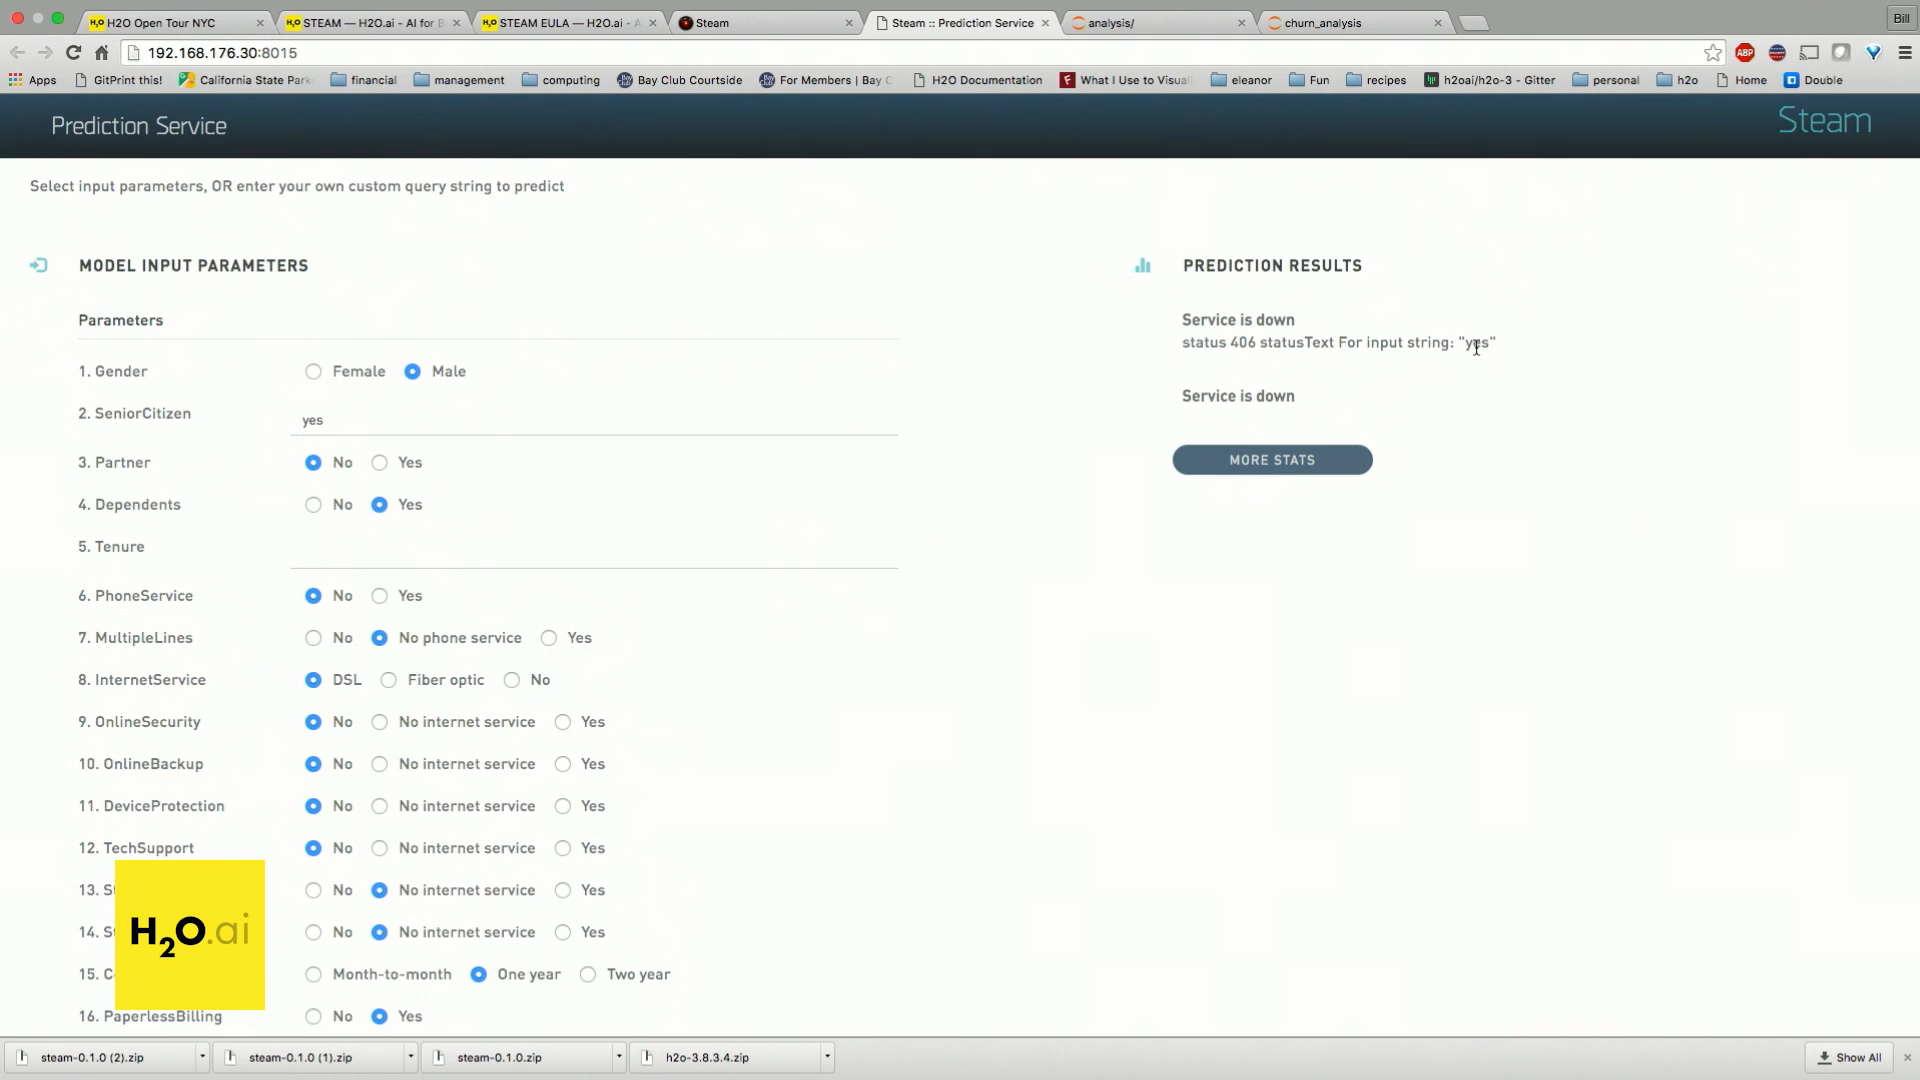 H2O Open Tour NYC
STEAM — H2O.ai - AI for B
STEAM EULA — H2O.ai - A
Steam
Steam :: Prediction Service
analysis/
churn_analysis
Bill
192.168.176.30:8015
ABP
Apps
GitPrint this!
California State Park
financial
management
computing
Bay Club Courtside
For Members | Bay C
H2O Documentation
What I Use to Visual
eleanor
Fun
recipes
h2oai/h2o-3 - Gitter
personal
h2o
Home
Double
Prediction Service
Steam
Select input parameters, OR enter your own custom query string to predict
MODEL INPUT PARAMETERS
PREDICTION RESULTS
Parameters
Service is down
status 406 statusText For input string: "yes"
Service is down
MORE STATS
1. Gender Female Male
2. SeniorCitizen yes
3. Partner No Yes
4. Dependents No Yes
5. Tenure
6. PhoneService No Yes
7. MultipleLines No No phone service Yes
8. InternetService DSL Fiber optic No
9. OnlineSecurity No No internet service Yes
10. OnlineBackup No No internet service Yes
11. DeviceProtection No No internet service Yes
12. TechSupport No No internet service Yes
13. S No No internet service Yes
14. S No No internet service Yes
15. C Month-to-month One year Two year
16. PaperlessBilling No Yes
H2O.ai
steam-0.1.0 (2).zip
steam-0.1.0 (1).zip
steam-0.1.0.zip
h2o-3.8.3.4.zip
Show All